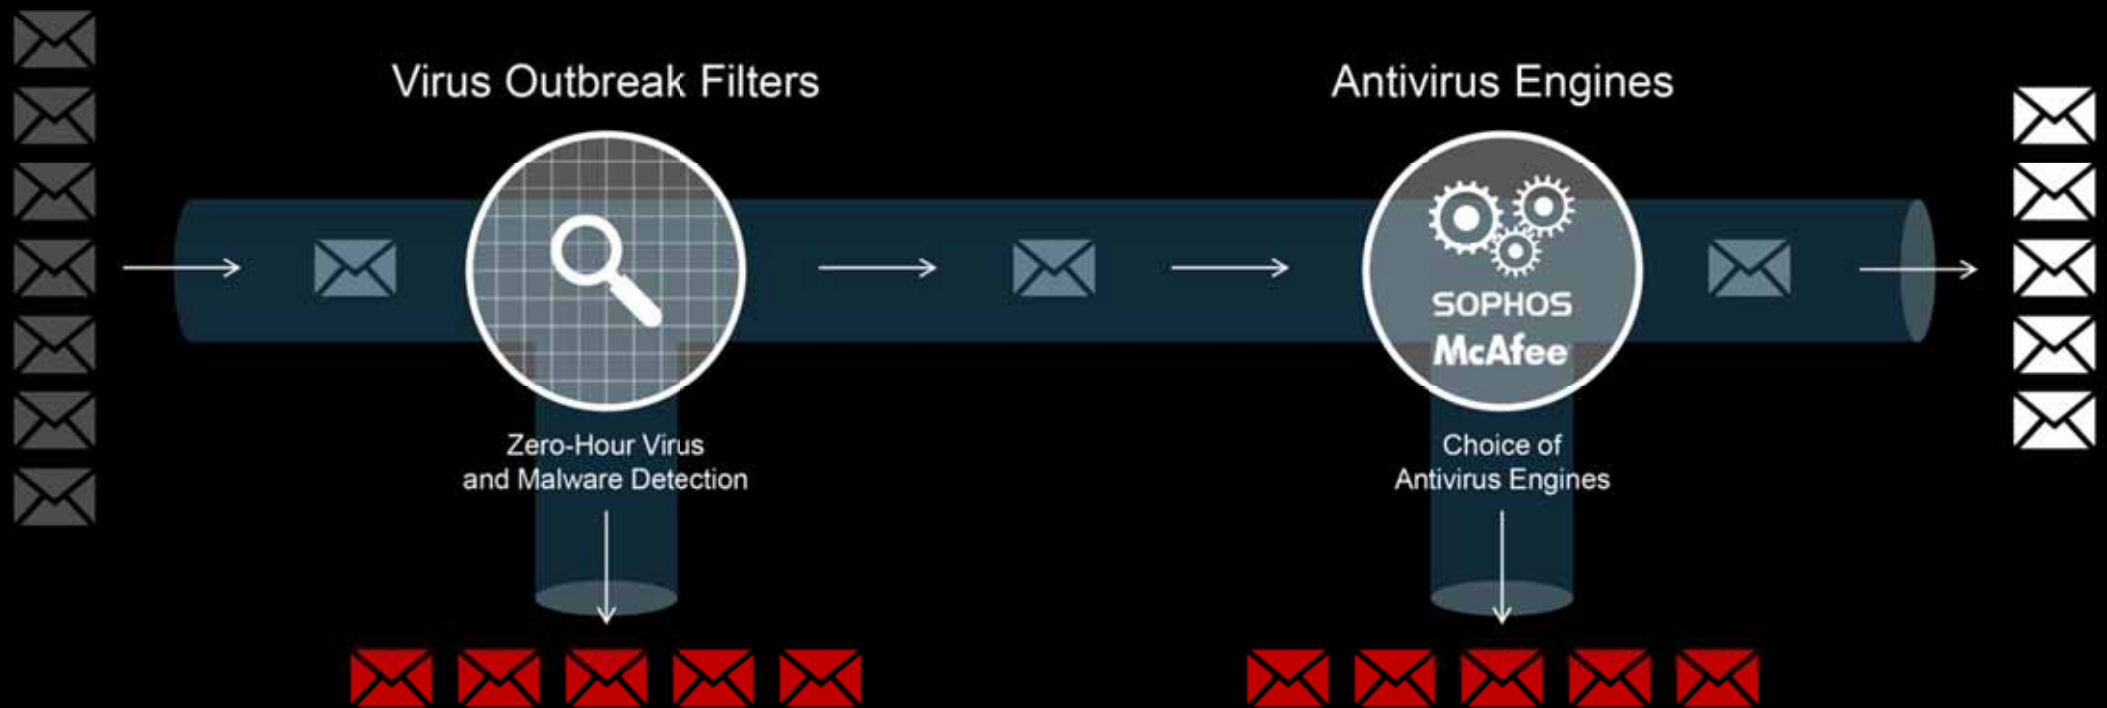 Virus Outbreak Filters
Antivirus Engines
SOPHOS
McAfee
Zero-Hour Virus
and Malware Detection
Choice of
Antivirus Engines